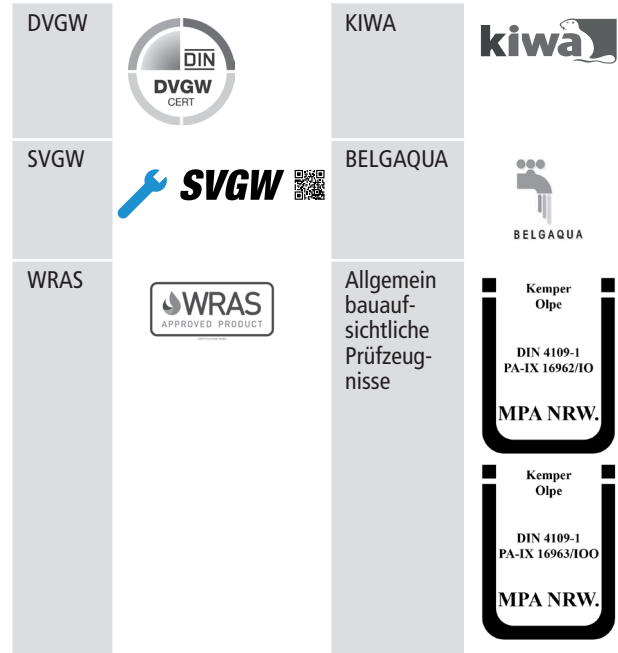 DVGW
DIN
DVGW
CERT
KIWA
kiwa
SVGW
SVGW
BELGAQUA
BELGAQUA
WRAS
WRAS
APPROVED PRODUCT
Allgemein
bauauf-
sichtliche
Prüfzeug-
nisse
Kemper
Olpe
DIN 4109-1
PA-IX 16962/IO
MPA NRW.
Kemper
Olpe
DIN 4109-1
PA-IX 16963/IOO
MPA NRW.